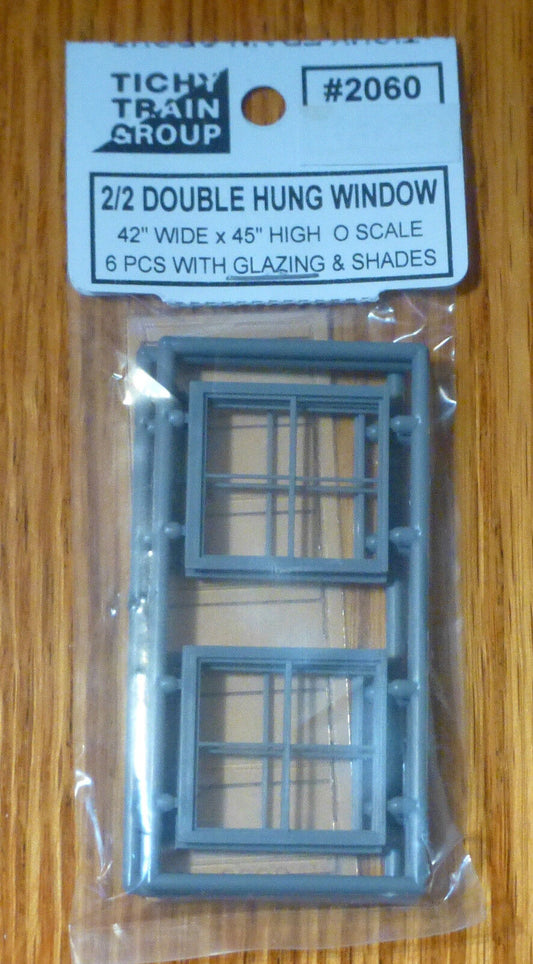 TICHY
TRAIN
GROUP
#2060
2/2 DOUBLE HUNG WINDOW
42" WIDE x 45" HIGH O SCALE
6 PCS WITH GLAZING & SHADES